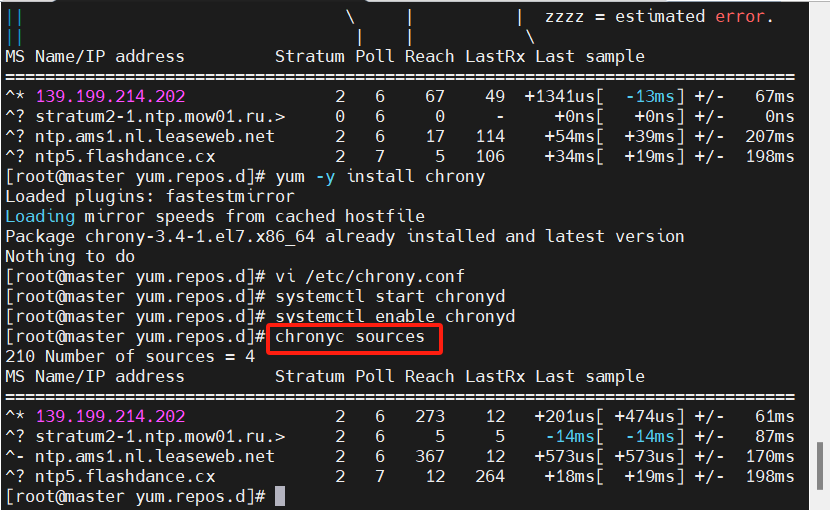 ||                                 \     |          |  zzzz = estimated error.
||                                  |    |           \
MS Name/IP address         Stratum Poll Reach LastRx Last sample
===============================================================================
^* 139.199.214.202               2   6    67    49  +1341us[  -13ms] +/-   67ms
^? stratum2-1.ntp.mow01.ru.>     0   6     0     -     +0ns[   +0ns] +/-    0ns
^? ntp.ams1.nl.leaseweb.net      2   6    17   114    +54ms[  +39ms] +/-  207ms
^? ntp5.flashdance.cx            2   7     5   106    +34ms[  +19ms] +/-  198ms
[root@master yum.repos.d]# yum -y install chrony
Loaded plugins: fastestmirror
Loading mirror speeds from cached hostfile
Package chrony-3.4-1.el7.x86_64 already installed and latest version
Nothing to do
[root@master yum.repos.d]# vi /etc/chrony.conf
[root@master yum.repos.d]# systemctl start chronyd
[root@master yum.repos.d]# systemctl enable chronyd
[root@master yum.repos.d]# chronyc sources
210 Number of sources = 4
MS Name/IP address         Stratum Poll Reach LastRx Last sample
===============================================================================
^* 139.199.214.202               2   6   273    12   +201us[ +474us] +/-   61ms
^? stratum2-1.ntp.mow01.ru.>     2   6     5     5    -14ms[  -14ms] +/-   87ms
^- ntp.ams1.nl.leaseweb.net      2   6   367    12   +573us[ +573us] +/-  170ms
^? ntp5.flashdance.cx            2   7    12   264    +18ms[  +19ms] +/-  198ms
[root@master yum.repos.d]#